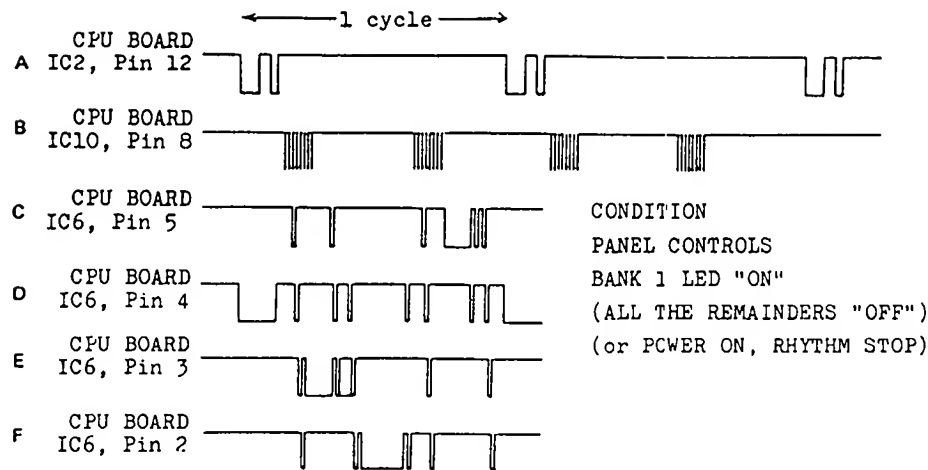 1 cycle
CPU BOARD
A IC2, Pin 12
CPU BOARD
B IC10, Pin 8
CPU BOARD
C IC6, Pin 5
CPU BOARD
D IC6, Pin 4
CPU BOARD
E IC6, Pin 3
CPU BOARD
F IC6, Pin 2
CONDITION
PANEL CONTROLS
BANK 1 LED "ON"
(ALL THE REMAINDERS "OFF")
(or PCWER ON, RHYTHM STOP)